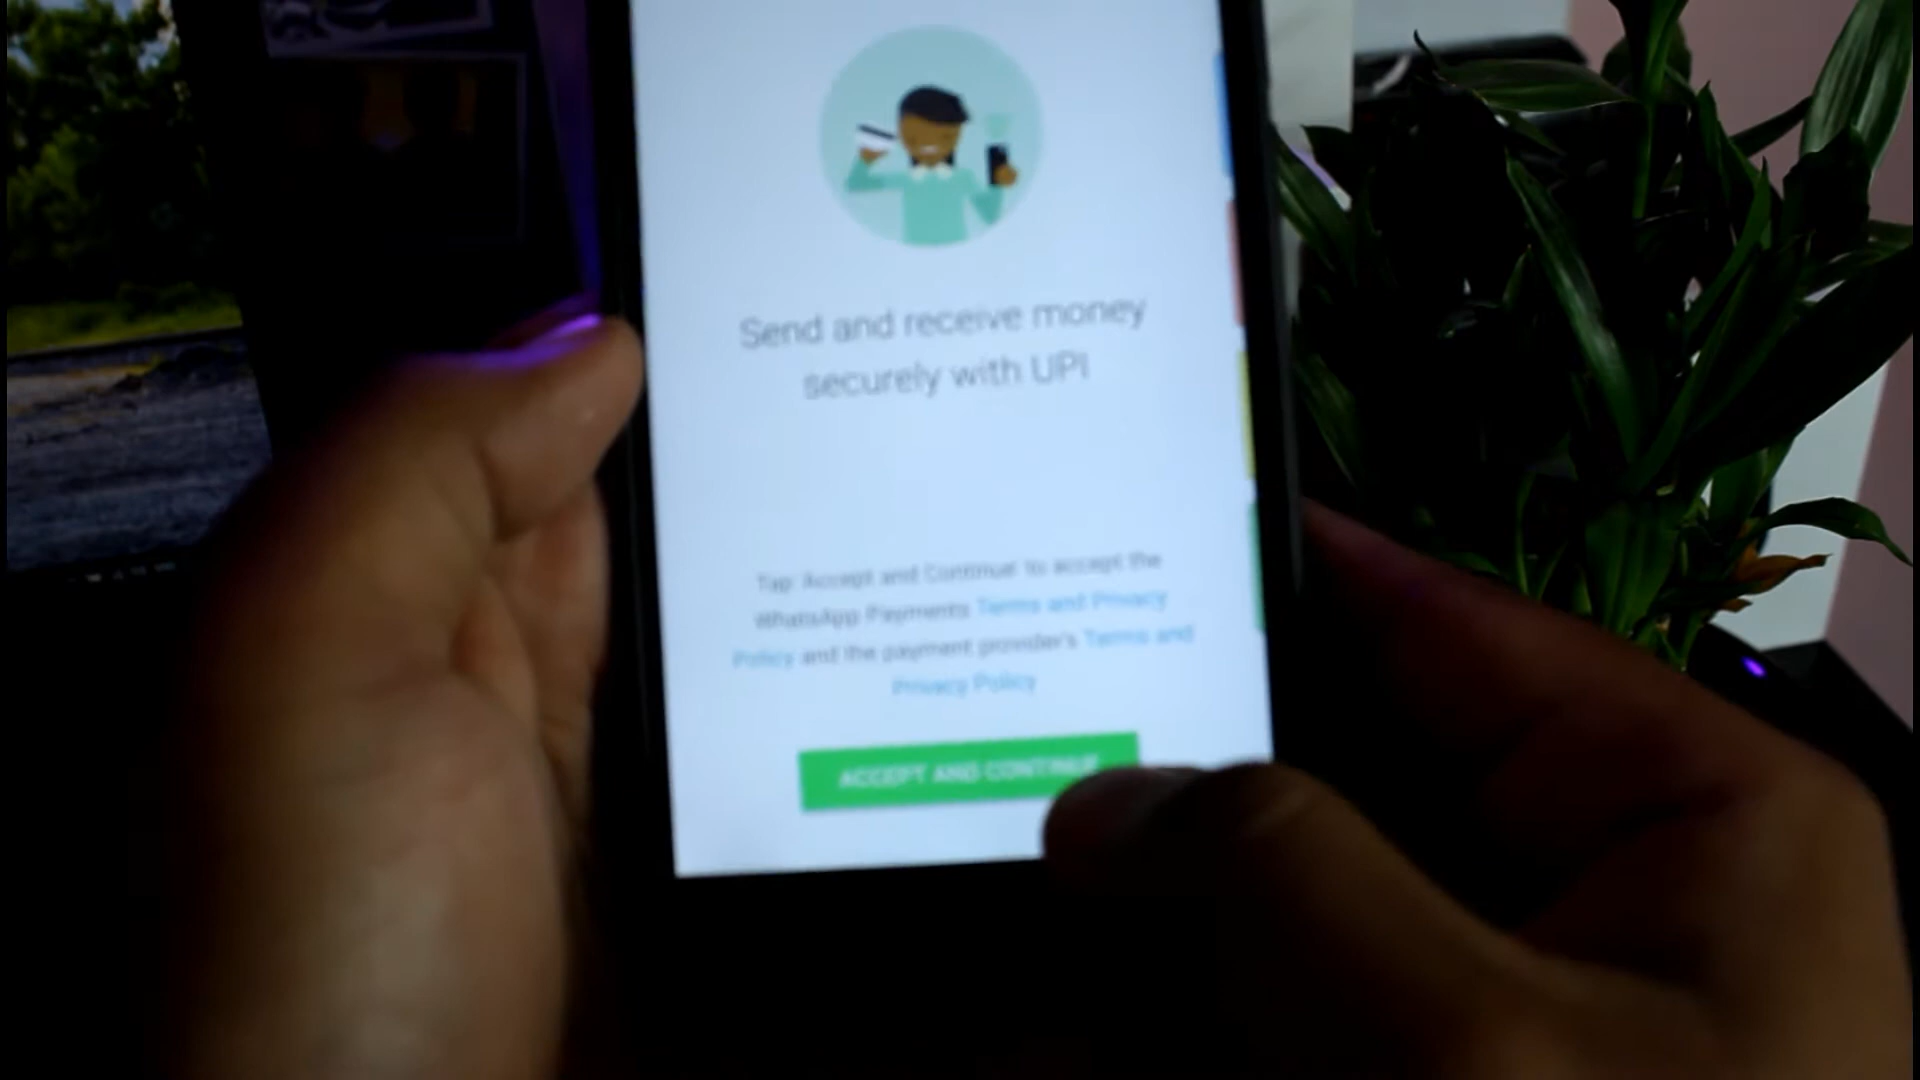 Send and receive money
securely with UPI
Tap 'Accept and Continue' to accept the
WhatsApp Payments Terms and Privacy
Policy and the payment provider's Terms and
Privacy Policy
ACCEPT AND CONTINUE